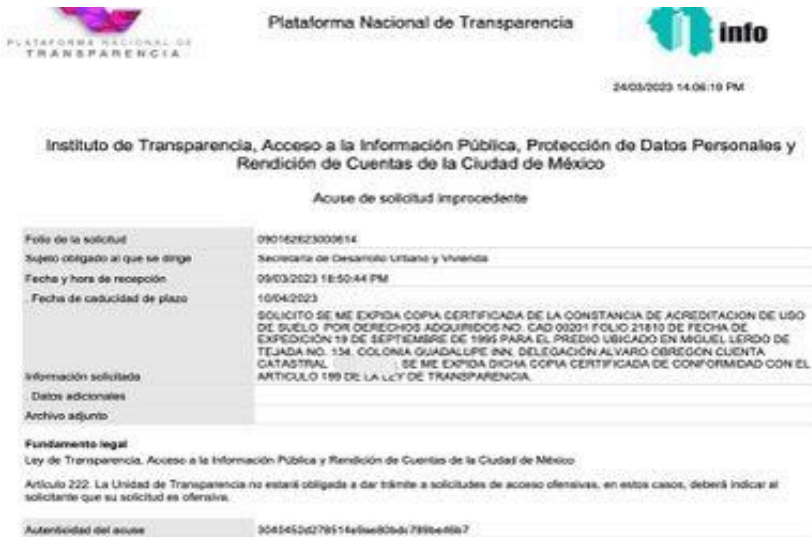 PLATAFORMA NACIONAL DE
TRANSPARENCIA
Plataforma Nacional de Transparencia
info
24/03/2023 14:06:19 PM
Instituto de Transparencia, Acceso a la Información Pública, Protección de Datos Personales y
Rendición de Cuentas de la Ciudad de México
Acuse de solicitud improcedente
Folio de la solicitud 090162623000614
Sujeto obligado al que se dirige Secretaría de Desarrollo Urbano y Vivienda
Fecha y hora de recepción 09/03/2023 18:50:44 PM
. Fecha de caducidad de plazo 10/04/2023
SOLICITO SE ME EXPIDA COPIA CERTIFICADA DE LA CONSTANCIA DE ACREDITACION DE USO
DE SUELO POR DERECHOS ADQUIRIDOS NO. CAD 00201 FOLIO 21810 DE FECHA DE
EXPEDICIÓN 19 DE SEPTIEMBRE DE 1995 PARA EL PREDIO UBICADO EN MIGUEL LERDO DE
TEJADA NO. 134, COLONIA GUADALUPE INN, DELEGACIÓN ALVARO OBREGON CUENTA
CATASTRAL ; SE ME EXPIDA DICHA COPIA CERTIFICADA DE CONFORMIDAD CON EL
Información solicitada ARTICULO 199 DE LA LEY DE TRANSPARENCIA.
. Datos adicionales
Archivo adjunto
Fundamento legal
Ley de Transparencia, Acceso a la Información Pública y Rendición de Cuentas de la Ciudad de México
Artículo 222. La Unidad de Transparencia no estará obligada a dar trámite a solicitudes de acceso ofensivas, en estos casos, deberá indicar al
solicitante que su solicitud es ofensiva.
Autenticidad del acuse